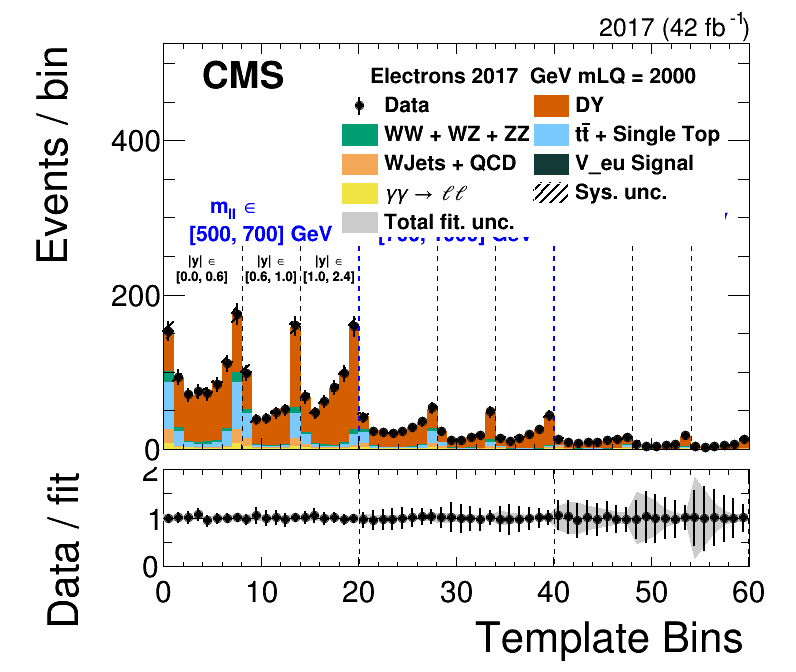 2017 (42 fb⁻¹)
CMS
Electrons 2017 GeV mLQ = 2000
Data
DY
WW + WZ + ZZ
tt̄ + Single Top
WJets + QCD
V_eu Signal
γγ → ℓℓ
Sys. unc.
Total fit. unc.
m_ll ∈
[500, 700] GeV
|y| ∈
[0.0, 0.6]
|y| ∈
[0.6, 1.0]
|y| ∈
[1.0, 2.4]
Events / bin
400
200
0
Data / fit
2
1
0
0 10 20 30 40 50 60
Template Bins